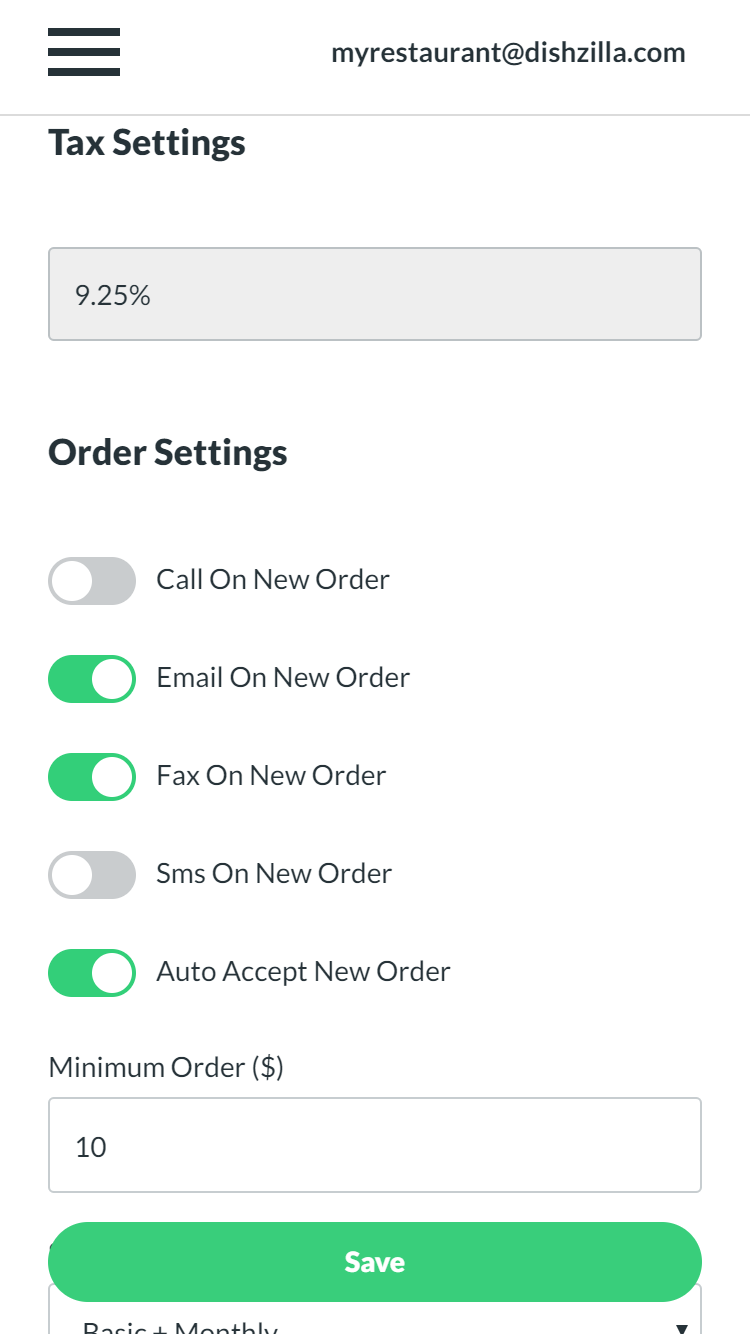 myrestaurant@dishzilla.com
Tax Settings
9.25%
Order Settings
Call On New Order
Email On New Order
Fax On New Order
Sms On New Order
Auto Accept New Order
Minimum Order ($)
10
Save
Basic + Monthly